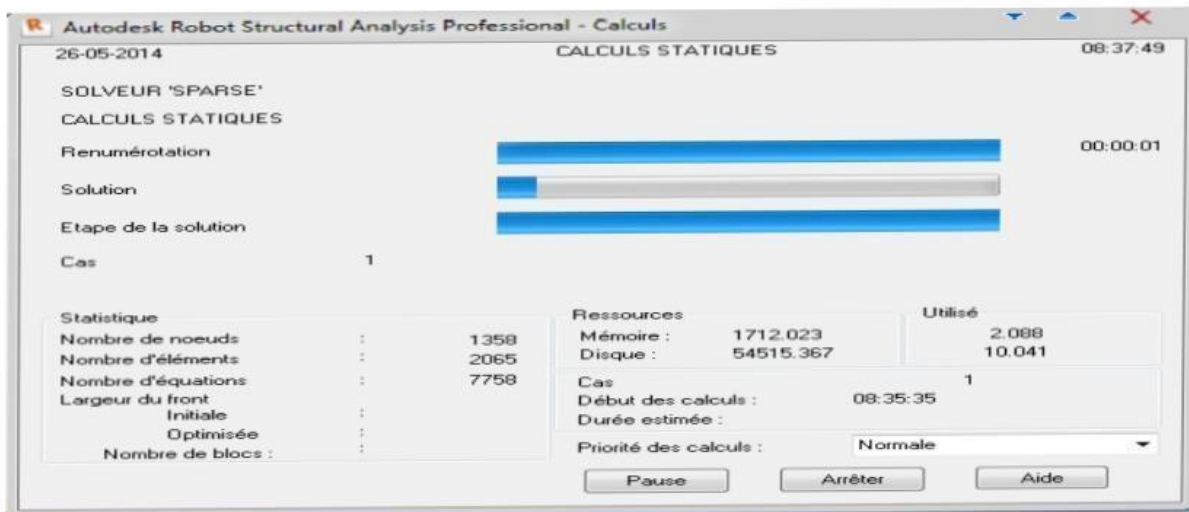 R Autodesk Robot Structural Analysis Professional - Calculs
26-05-2014 CALCULS STATIQUES 08:37:49
SOLVEUR 'SPARSE'
CALCULS STATIQUES
Renumérotation 00:00:01
Solution
Etape de la solution
Cas 1
Statistique
Nombre de noeuds : 1358
Nombre d'éléments : 2065
Nombre d'équations : 7758
Largeur du front
Initiale :
Optimisée :
Nombre de blocs : :
Ressources Utilisé
Mémoire : 1712.023 2.088
Disque : 54515.367 10.041
Cas 1
Début des calculs : 08:35:35
Durée estimée :
Priorité des calculs : Normale
Pause Arrêter Aide